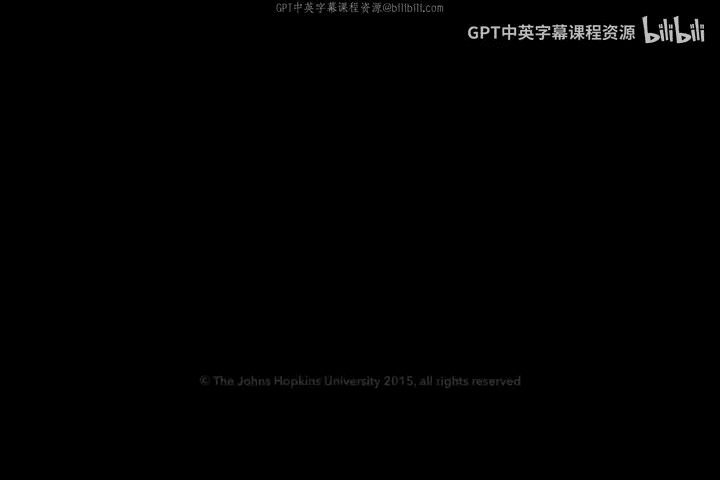 GPT中英字幕课程资源@bilibili.com
GPT中英字幕课程资源 bilibili
© The Johns Hopkins University 2015, all rights reserved